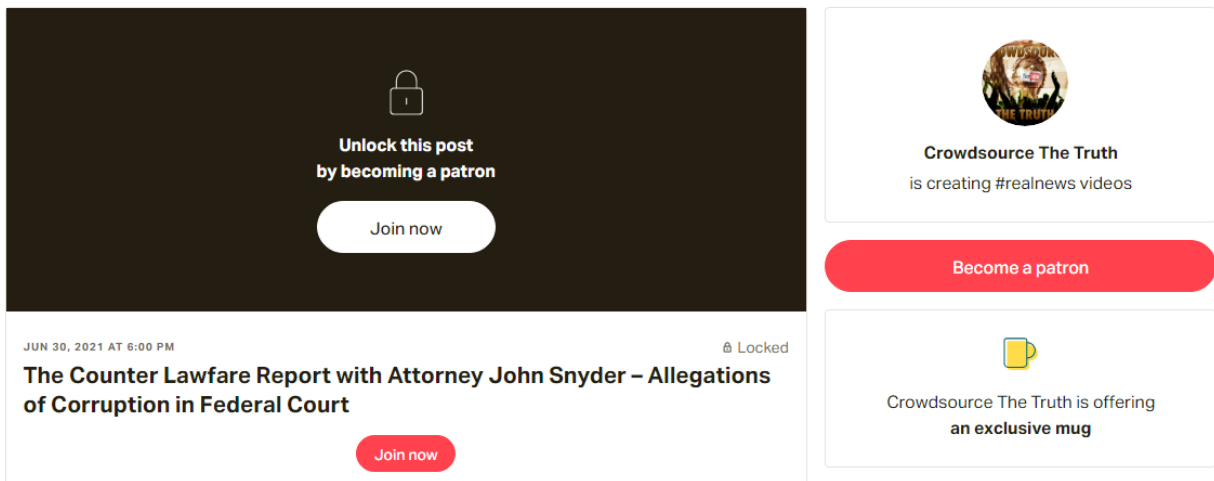 Unlock this post
by becoming a patron
Join now
JUN 30, 2021 AT 6:00 PM
Locked
The Counter Lawfare Report with Attorney John Snyder – Allegations
of Corruption in Federal Court
Join now
THE TRUTH
Crowdsource The Truth
is creating #realnews videos
Become a patron
Crowdsource The Truth is offering
an exclusive mug